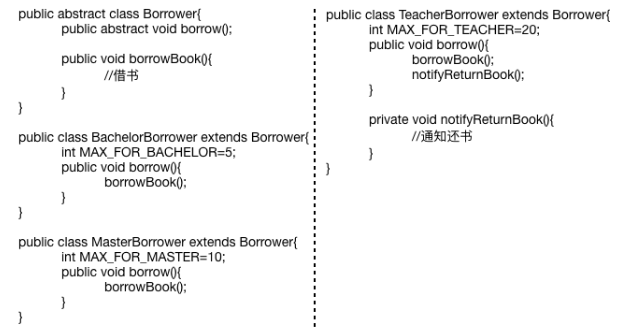 public abstract class Borrower{
public abstract void borrow();
public void borrowBook(){
//借书
}
}
public class BachelorBorrower extends Borrower{
int MAX_FOR_BACHELOR=5;
public void borrow(){
borrowBook();
}
}
public class MasterBorrower extends Borrower{
int MAX_FOR_MASTER=10;
public void borrow(){
borrowBook();
}
}
public class TeacherBorrower extends Borrower{
int MAX_FOR_TEACHER=20;
public void borrow(){
borrowBook();
notifyReturnBook();
}
private void notifyReturnBook(){
//通知还书
}
}